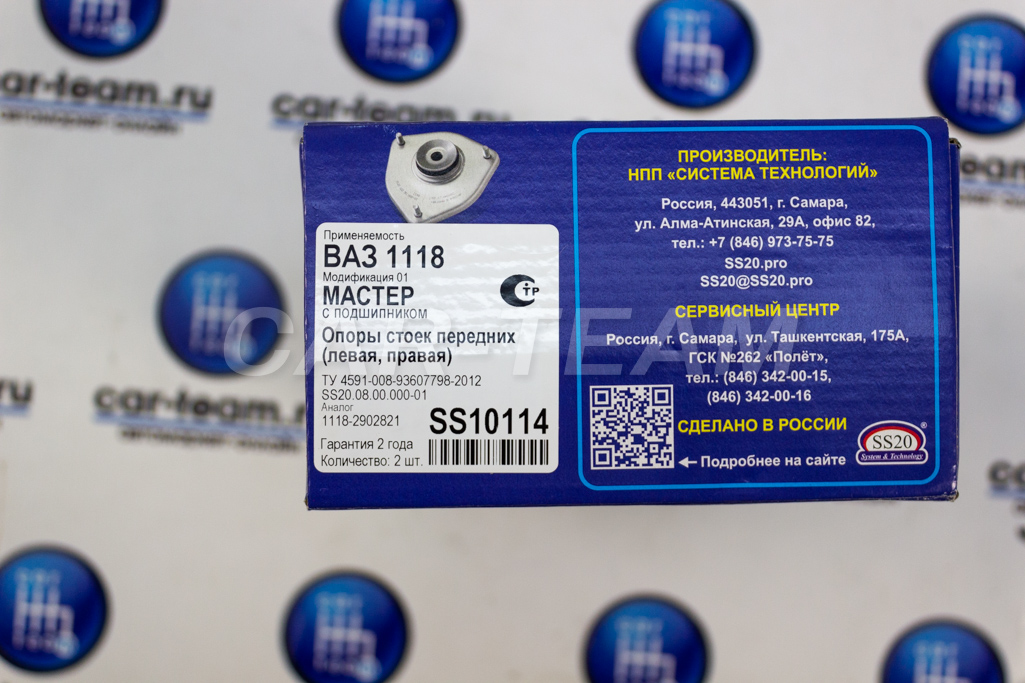 car-team.ru
car-team.ru
Применяемость
ВАЗ 1118
Модификация 01
МАСТЕР
С ПОДШИПНИКОМ
СТР
Опоры стоек передних
(левая, правая)
ТУ 4591-008-93607798-2012
SS20.08.00.000-01
Аналог
1118-2902821
SS10114
Гарантия 2 года
Количество: 2 шт.
ПРОИЗВОДИТЕЛЬ:
НПП «СИСТЕМА ТЕХНОЛОГИЙ»
Россия, 443051, г. Самара,
ул. Алма-Атинская, 29А, офис 82,
тел.: +7 (846) 973-75-75
SS20.pro
SS20@SS20.pro
СЕРВИСНЫЙ ЦЕНТР
Россия, г. Самара, ул. Ташкентская, 175А,
ГСК №262 «Полёт»,
тел.: (846) 342-00-15,
(846) 342-00-16
СДЕЛАНО В РОССИИ
Подробнее на сайте
SS20®
System & Technology
CAR-TEAM
car-team.ru